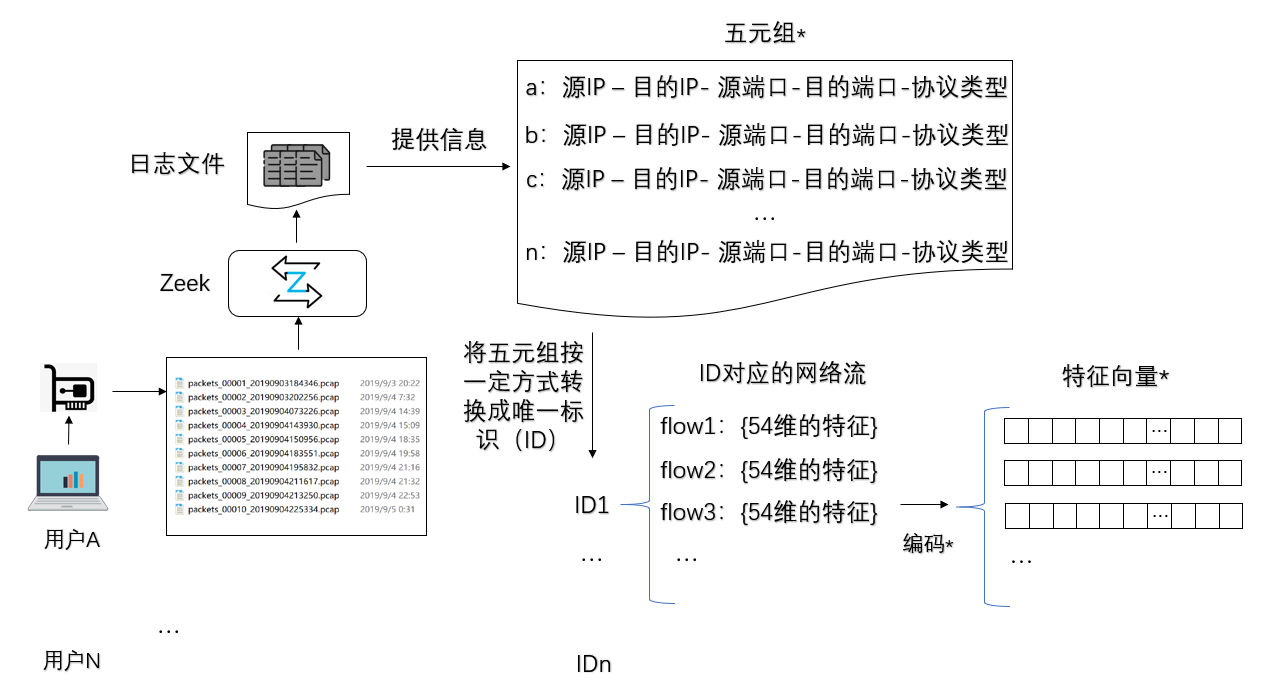 五元组*
a：源IP – 目的IP- 源端口-目的端口-协议类型
b：源IP – 目的IP- 源端口-目的端口-协议类型
c：源IP – 目的IP- 源端口-目的端口-协议类型
…
n：源IP – 目的IP- 源端口-目的端口-协议类型
日志文件
提供信息
Zeek
Z
packets_00001_20190903184346.pcap 2019/9/3 20:22
packets_00002_20190903202256.pcap 2019/9/4 7:32
packets_00003_20190904073226.pcap 2019/9/4 14:39
packets_00004_20190904143930.pcap 2019/9/4 15:09
packets_00005_20190904150956.pcap 2019/9/4 18:35
packets_00006_20190904183551.pcap 2019/9/4 19:58
packets_00007_20190904195832.pcap 2019/9/4 21:16
packets_00008_20190904211617.pcap 2019/9/4 21:32
packets_00009_20190904213250.pcap 2019/9/4 22:53
packets_00010_20190904225334.pcap 2019/9/5 0:31
用户A
…
用户N
将五元组按
一定方式转
换成唯一标
识（ID）
ID1
…
IDn
ID对应的网络流
flow1：{54维的特征}
flow2：{54维的特征}
flow3：{54维的特征}
…
编码*
特征向量*
…
…
…
…